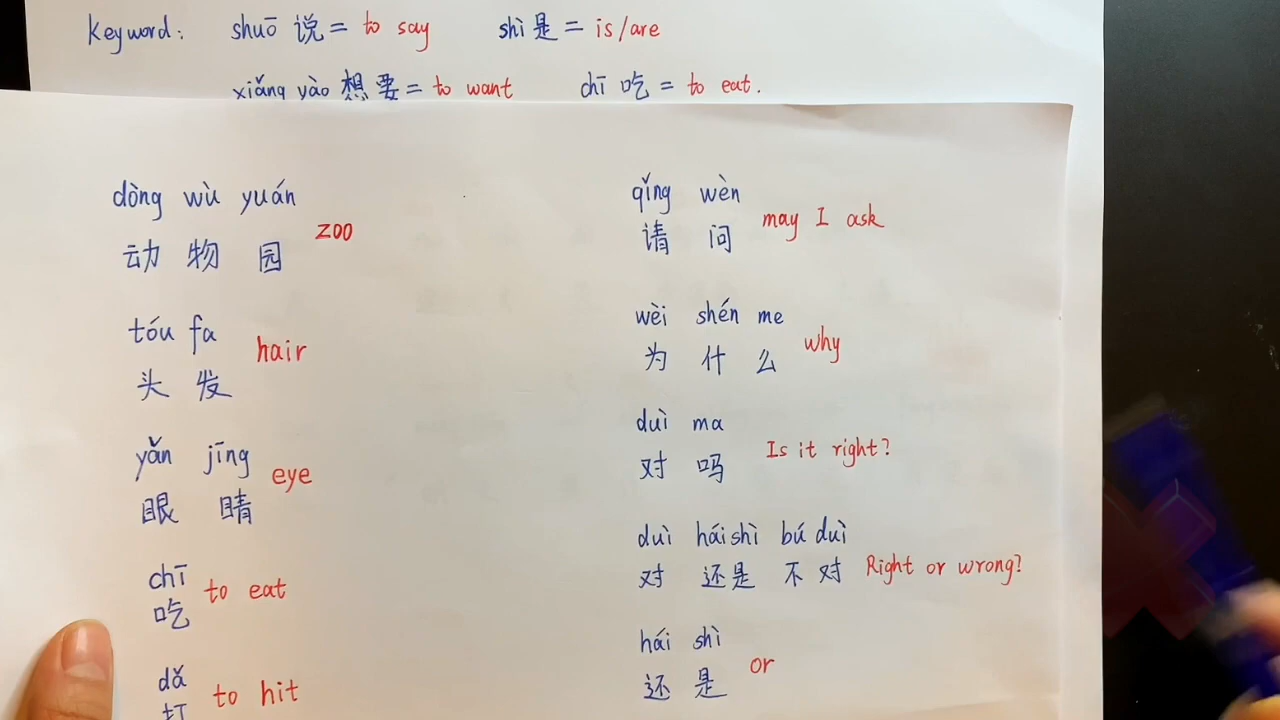 Keyword: shuō 说 = to say shì 是 = is/are
xiǎng yào 想要 = to want chī 吃 = to eat.
dòng wù yuán
动 物 园 zoo
tóu fa
头 发 hair
yǎn jīng
眼 睛 eye
chī
吃 to eat
dǎ
打 to hit
qǐng wèn
请 问 may I ask
wèi shén me
为 什 么 why
duì ma
对 吗 Is it right?
duì háishì bú duì
对 还是 不 对 Right or wrong?
hái shì
还 是 or